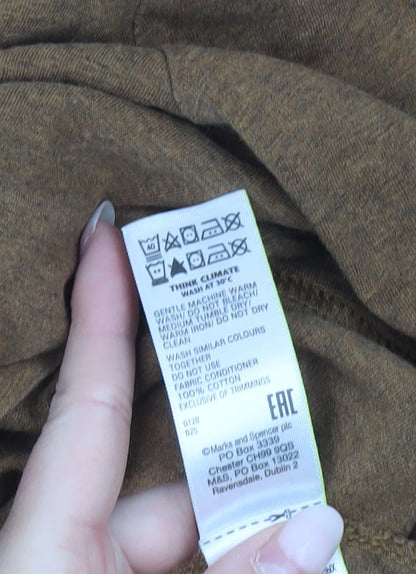 40
THINK CLIMATE
WASH AT 30°C
GENTLE MACHINE WARM
WASH/ DO NOT BLEACH/
MEDIUM TUMBLE DRY/
WARM IRON/ DO NOT DRY
CLEAN
WASH SIMILAR COLOURS
TOGETHER
DO NOT USE
FABRIC CONDITIONER
100% COTTON
EXCLUSIVE OF TRIMMINGS
0120
B25
EAC
©Marks and Spencer plc
PO Box 3339
Chester CH99 9QS
M&S, PO Box 13022
Ravensdale, Dublin 2